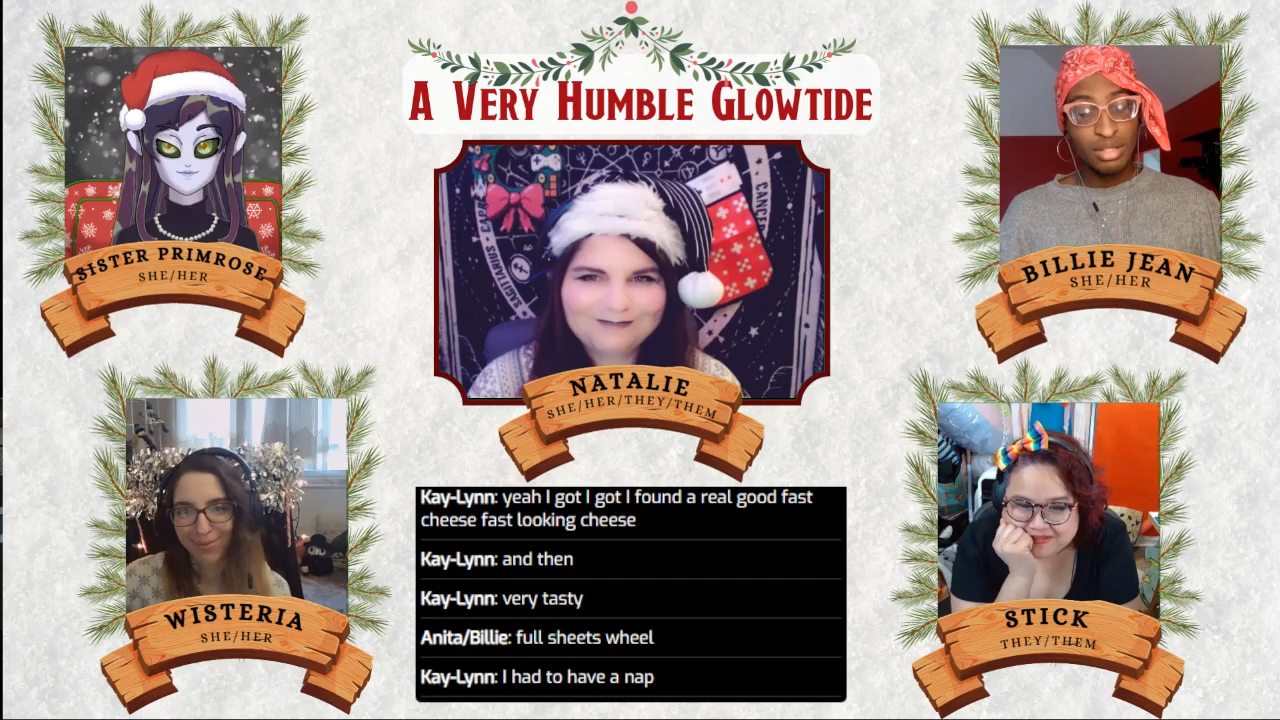 A Very Humble Glowtide
SISTER PRIMROSE
SHE/HER
BILLIE JEAN
SHE/HER
CANCER
SAGITTARIUS
NATALIE
SHE/HER/THEY/THEM
WISTERIA
SHE/HER
STICK
THEY/THEM
Kay-Lynn: yeah I got I got I found a real good fast
cheese fast looking cheese
Kay-Lynn: and then
Kay-Lynn: very tasty
Anita/Billie: full sheets wheel
Kay-Lynn: I had to have a nap